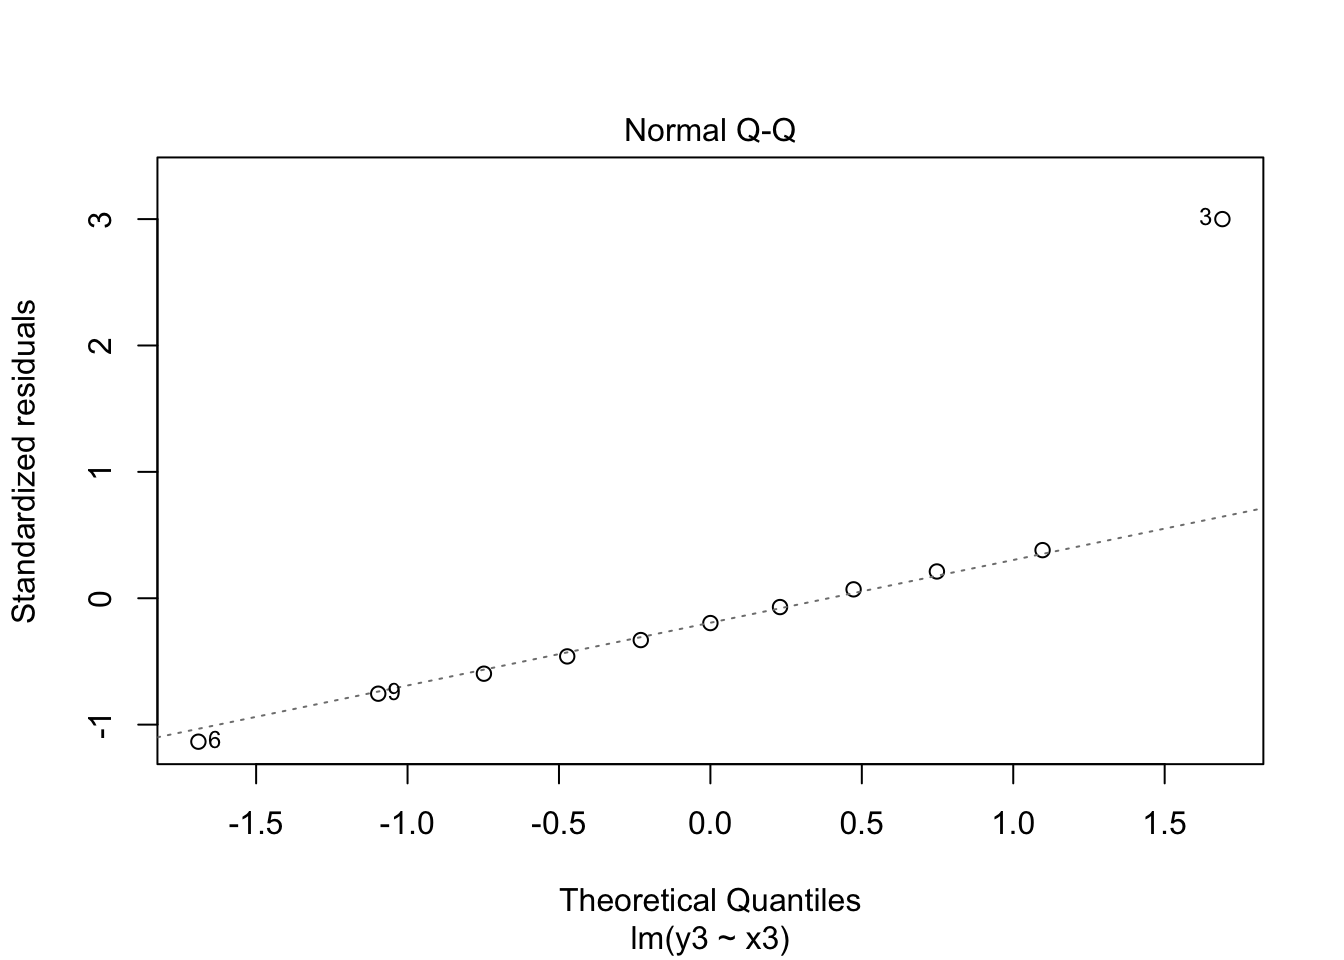 Normal Q-Q
3
3
2
1
0
-1
9
6
Standardized residuals
-1.5 -1.0 -0.5 0.0 0.5 1.0 1.5
Theoretical Quantiles
lm(y3 ~ x3)